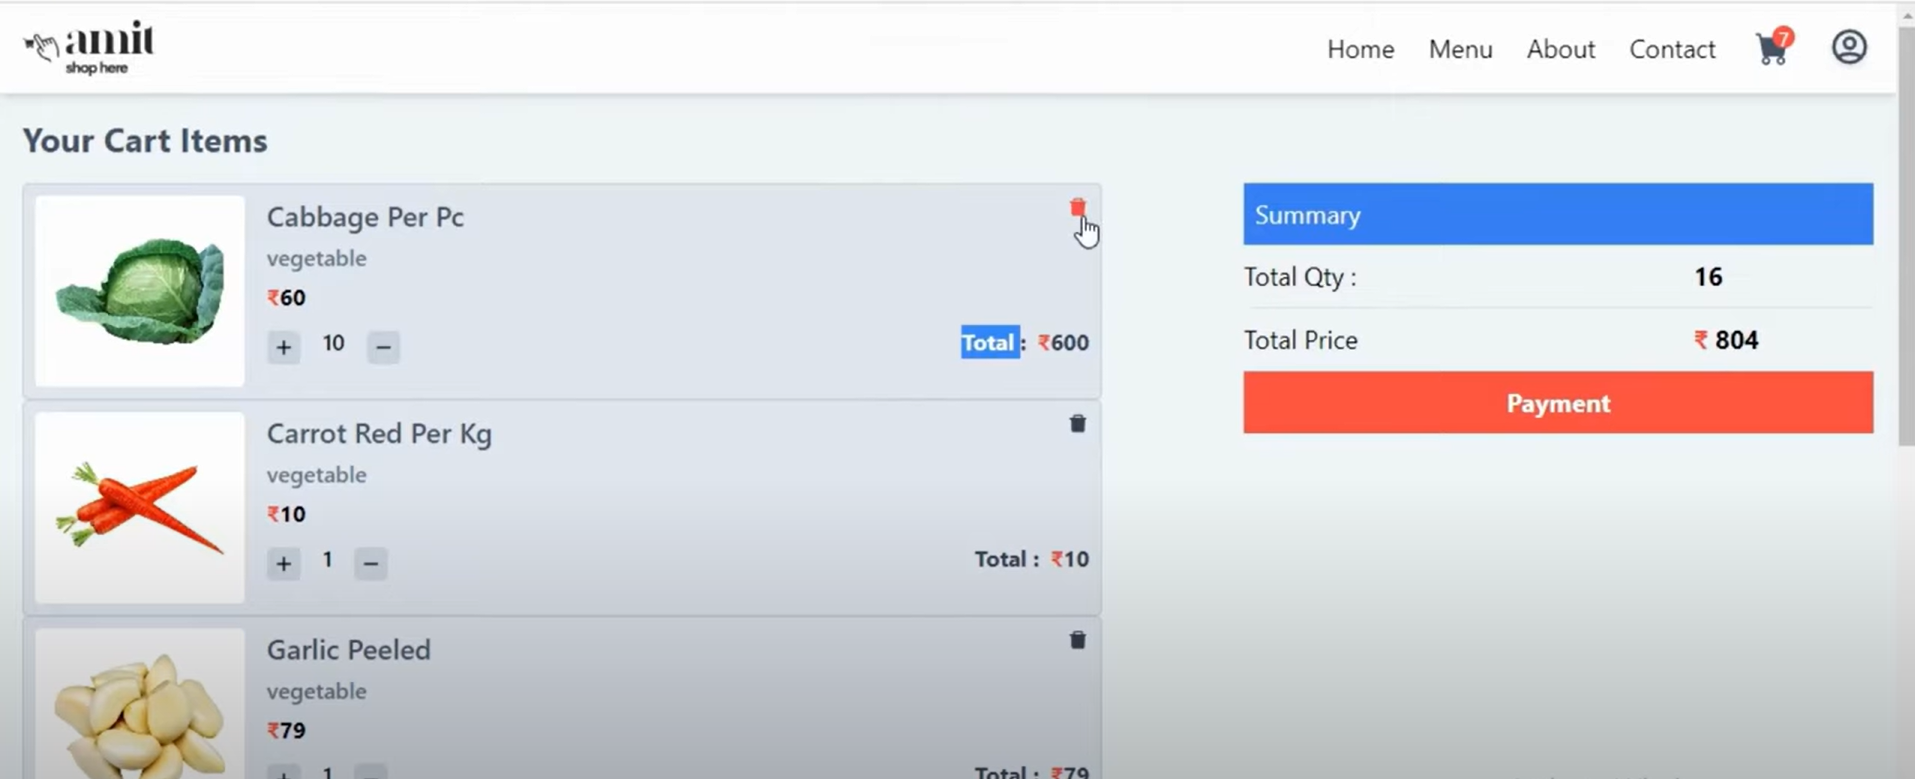 amit
shop here
Home Menu About Contact 7
Your Cart Items
Cabbage Per Pc
vegetable
₹60
+ 10 −
Total : ₹600
Carrot Red Per Kg
vegetable
₹10
+ 1 −
Total : ₹10
Garlic Peeled
vegetable
₹79
+ 1 −
Total : ₹79
Summary
Total Qty : 16
Total Price ₹ 804
Payment